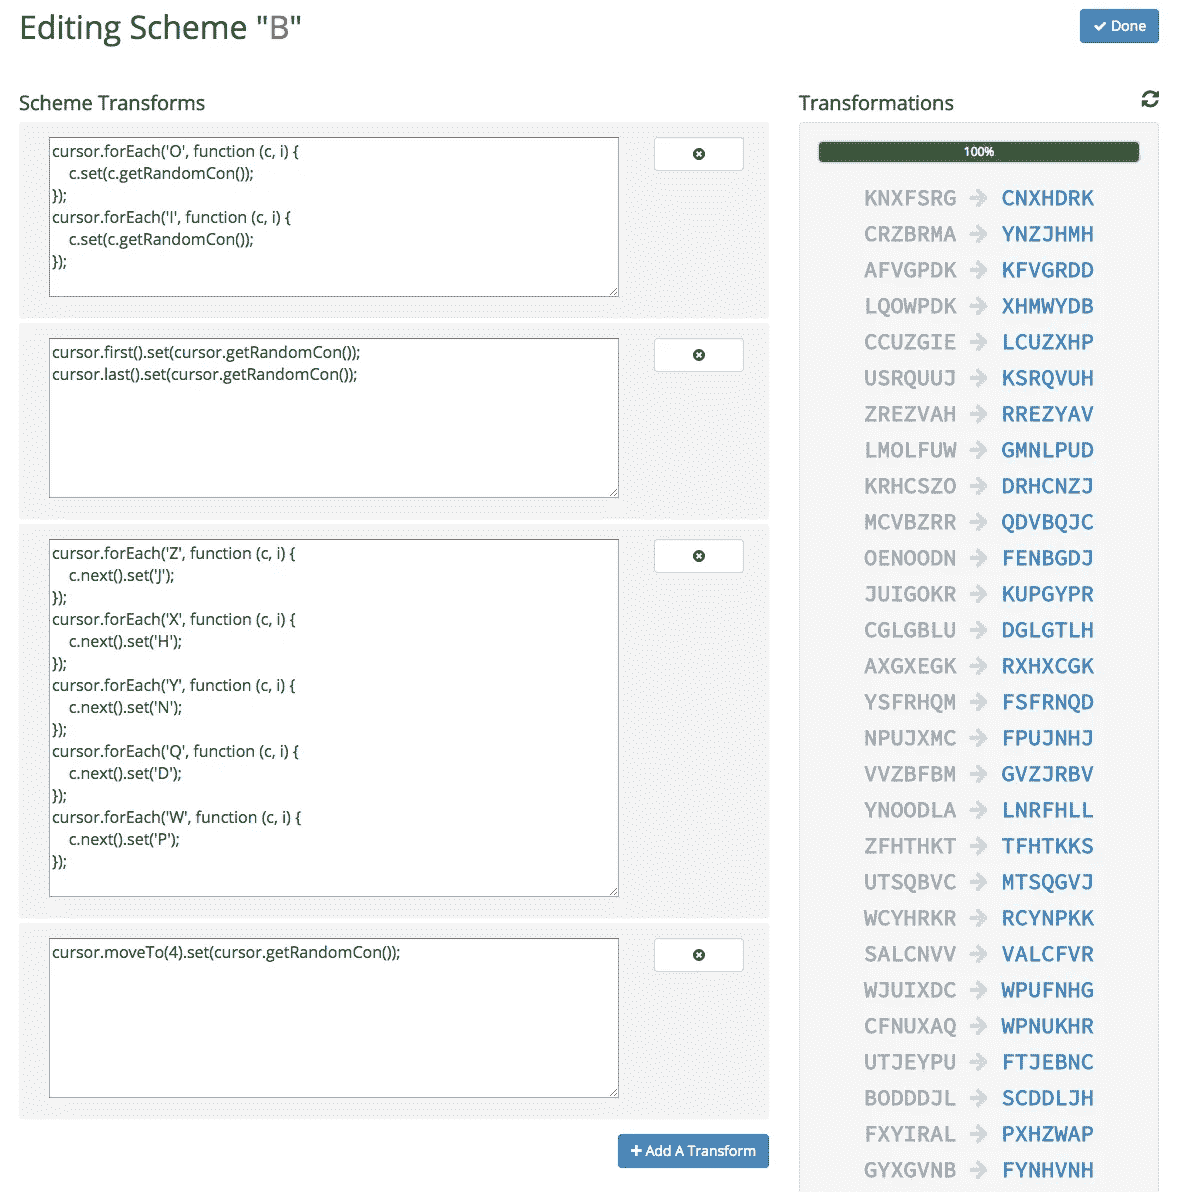 Editing Scheme "B"
Done
Scheme Transforms
cursor.forEach('O', function (c, i) {
    c.set(c.getRandomCon());
});
cursor.forEach('I', function (c, i) {
    c.set(c.getRandomCon());
});
cursor.first().set(cursor.getRandomCon());
cursor.last().set(cursor.getRandomCon());
cursor.forEach('Z', function (c, i) {
    c.next().set('J');
});
cursor.forEach('X', function (c, i) {
    c.next().set('H');
});
cursor.forEach('Y', function (c, i) {
    c.next().set('N');
});
cursor.forEach('Q', function (c, i) {
    c.next().set('D');
});
cursor.forEach('W', function (c, i) {
    c.next().set('P');
});
cursor.moveTo(4).set(cursor.getRandomCon());
+ Add A Transform
Transformations
100%
KNXFSRG → CNXHDRK
CRZBRMA → YNZJHMH
AFVGPDK → KFVGRDD
LQOWPDK → XHMWYDB
CCUZGIE → LCUZXHP
USRQUUJ → KSRQVUH
ZREZVAH → RREZYAV
LMOLFUW → GMNLPUD
KRHCSZO → DRHCNZJ
MCVBZRR → QDVBQJC
OENOODN → FENBGDJ
JUIGOKR → KUPGYPR
CGLGBLU → DGLGTLH
AXGXEGK → RXHXCGK
YSFRHQM → FSFRNQD
NPUJXMC → FPUJNHJ
VVZBFBM → GVZJRBV
YNOODLA → LNRFHLL
ZFHTHKT → TFHTKKS
UTSQBVC → MTSQGVJ
WCYHRKR → RCYNPKK
SALCNVV → VALCFVR
WJUIXDC → WPUFNHG
CFNUXAQ → WPNUKHR
UTJEYPU → FTJEBNC
BODDDJL → SCDDLJH
FXYIRAL → PXHZWAP
GYXGVNB → FYNHVNH